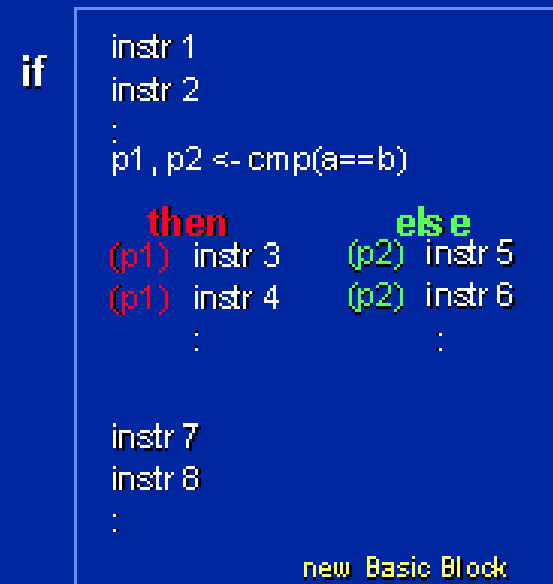 if
instr 1
instr 2
:
p1, p2 <- cmp(a==b)
then else
(p1) instr 3 (p2) instr 5
(p1) instr 4 (p2) instr 6
: :
instr 7
instr 8
:
new Basic Block